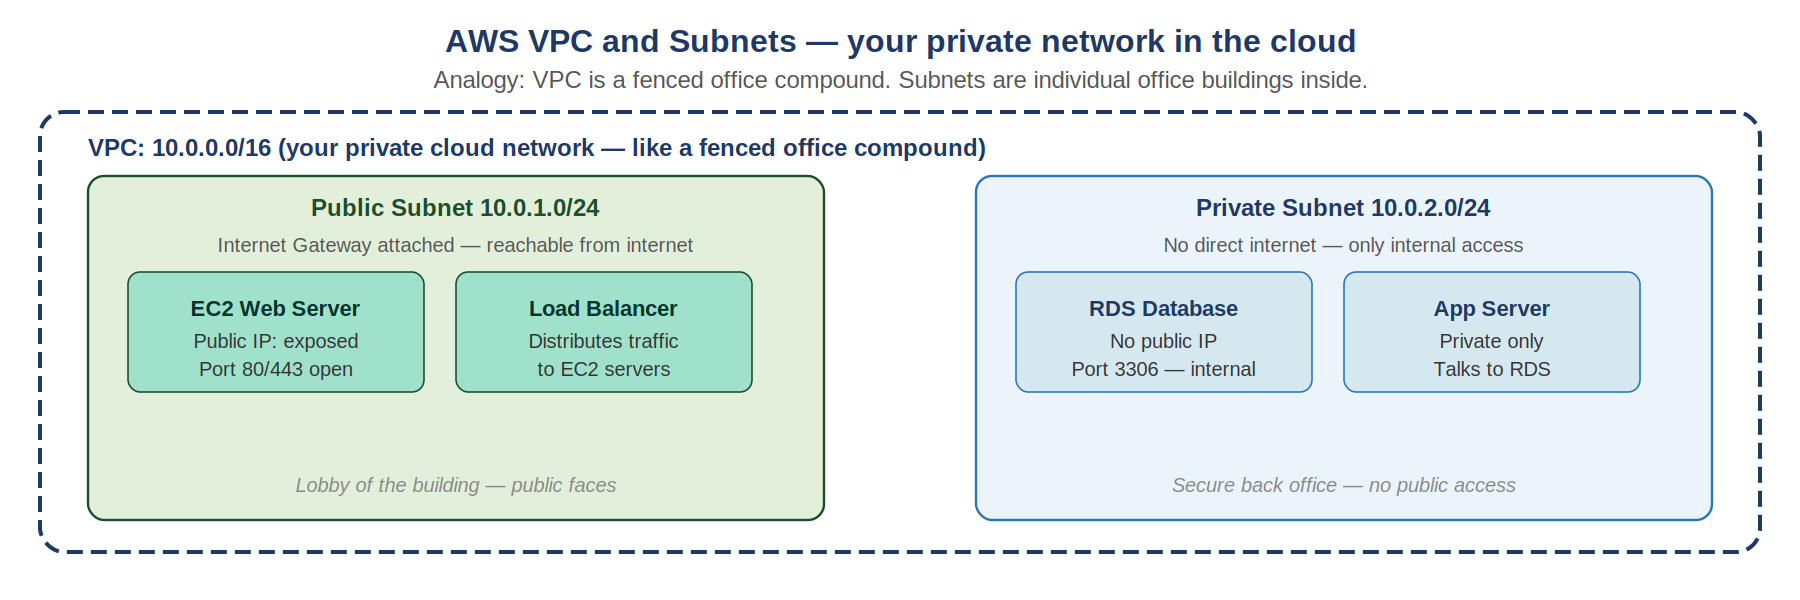 AWS VPC and Subnets — your private network in the cloud
Analogy: VPC is a fenced office compound. Subnets are individual office buildings inside.
VPC: 10.0.0.0/16 (your private cloud network — like a fenced office compound)
Public Subnet 10.0.1.0/24
Internet Gateway attached — reachable from internet
EC2 Web Server
Public IP: exposed
Port 80/443 open
Load Balancer
Distributes traffic
to EC2 servers
Lobby of the building — public faces
Private Subnet 10.0.2.0/24
No direct internet — only internal access
RDS Database
No public IP
Port 3306 — internal
App Server
Private only
Talks to RDS
Secure back office — no public access